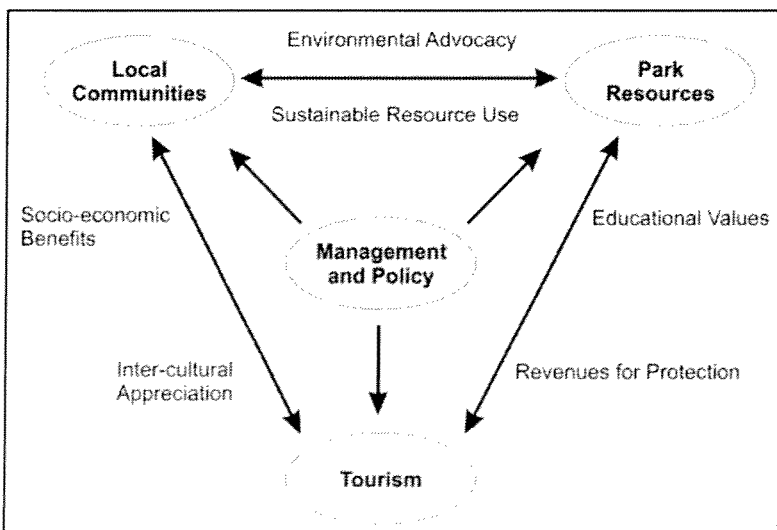 Environmental Advocacy
Local
Communities
Park
Resources
Sustainable Resource Use
Socio-economic
Benefits
Educational Values
Management
and Policy
Inter-cultural
Appreciation
Revenues for Protection
Tourism